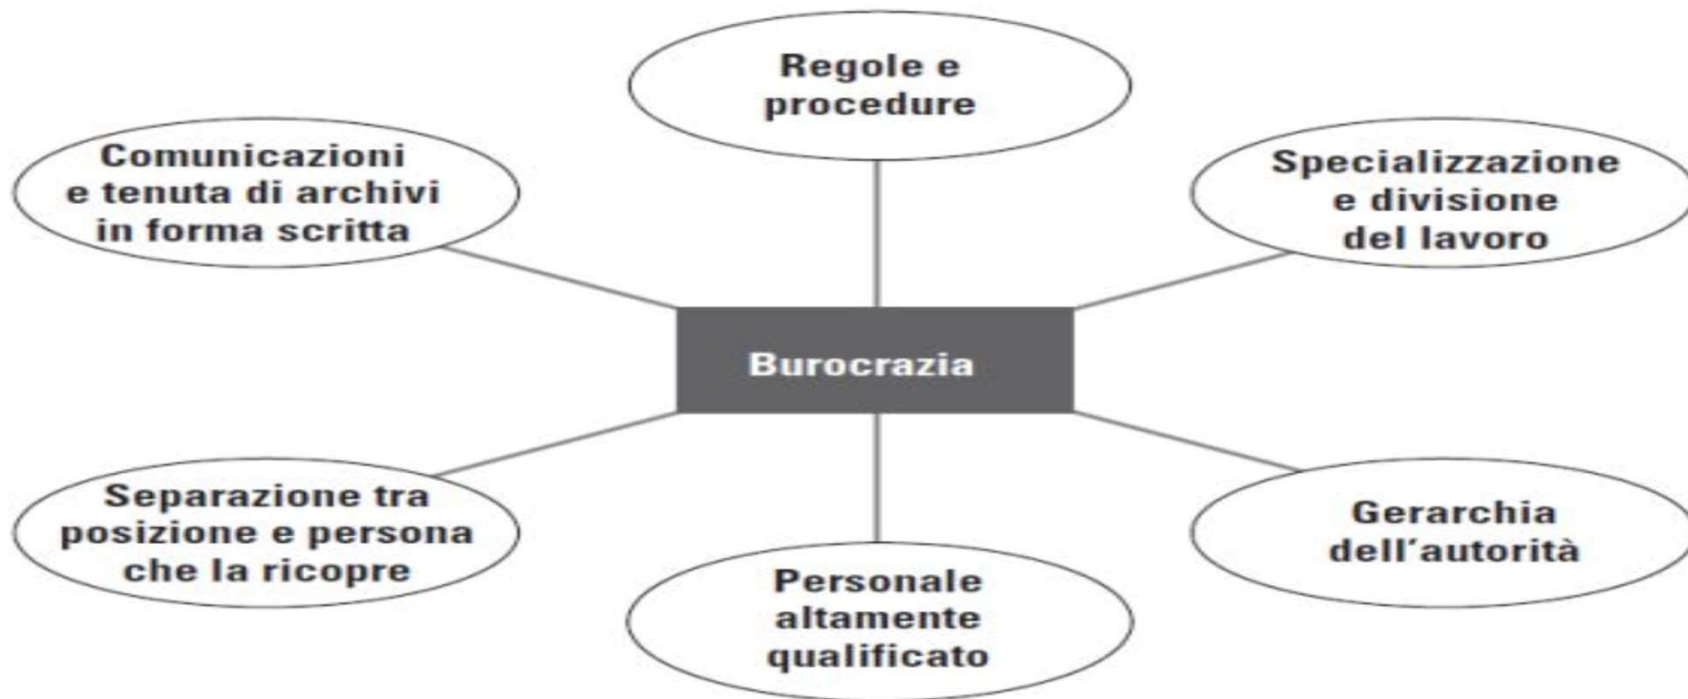 Regole e
procedure
Comunicazioni
e tenuta di archivi
in forma scritta
Specializzazione
e divisione
del lavoro
Burocrazia
Separazione tra
posizione e persona
che la ricopre
Gerarchia
dell'autorità
Personale
altamente
qualificato